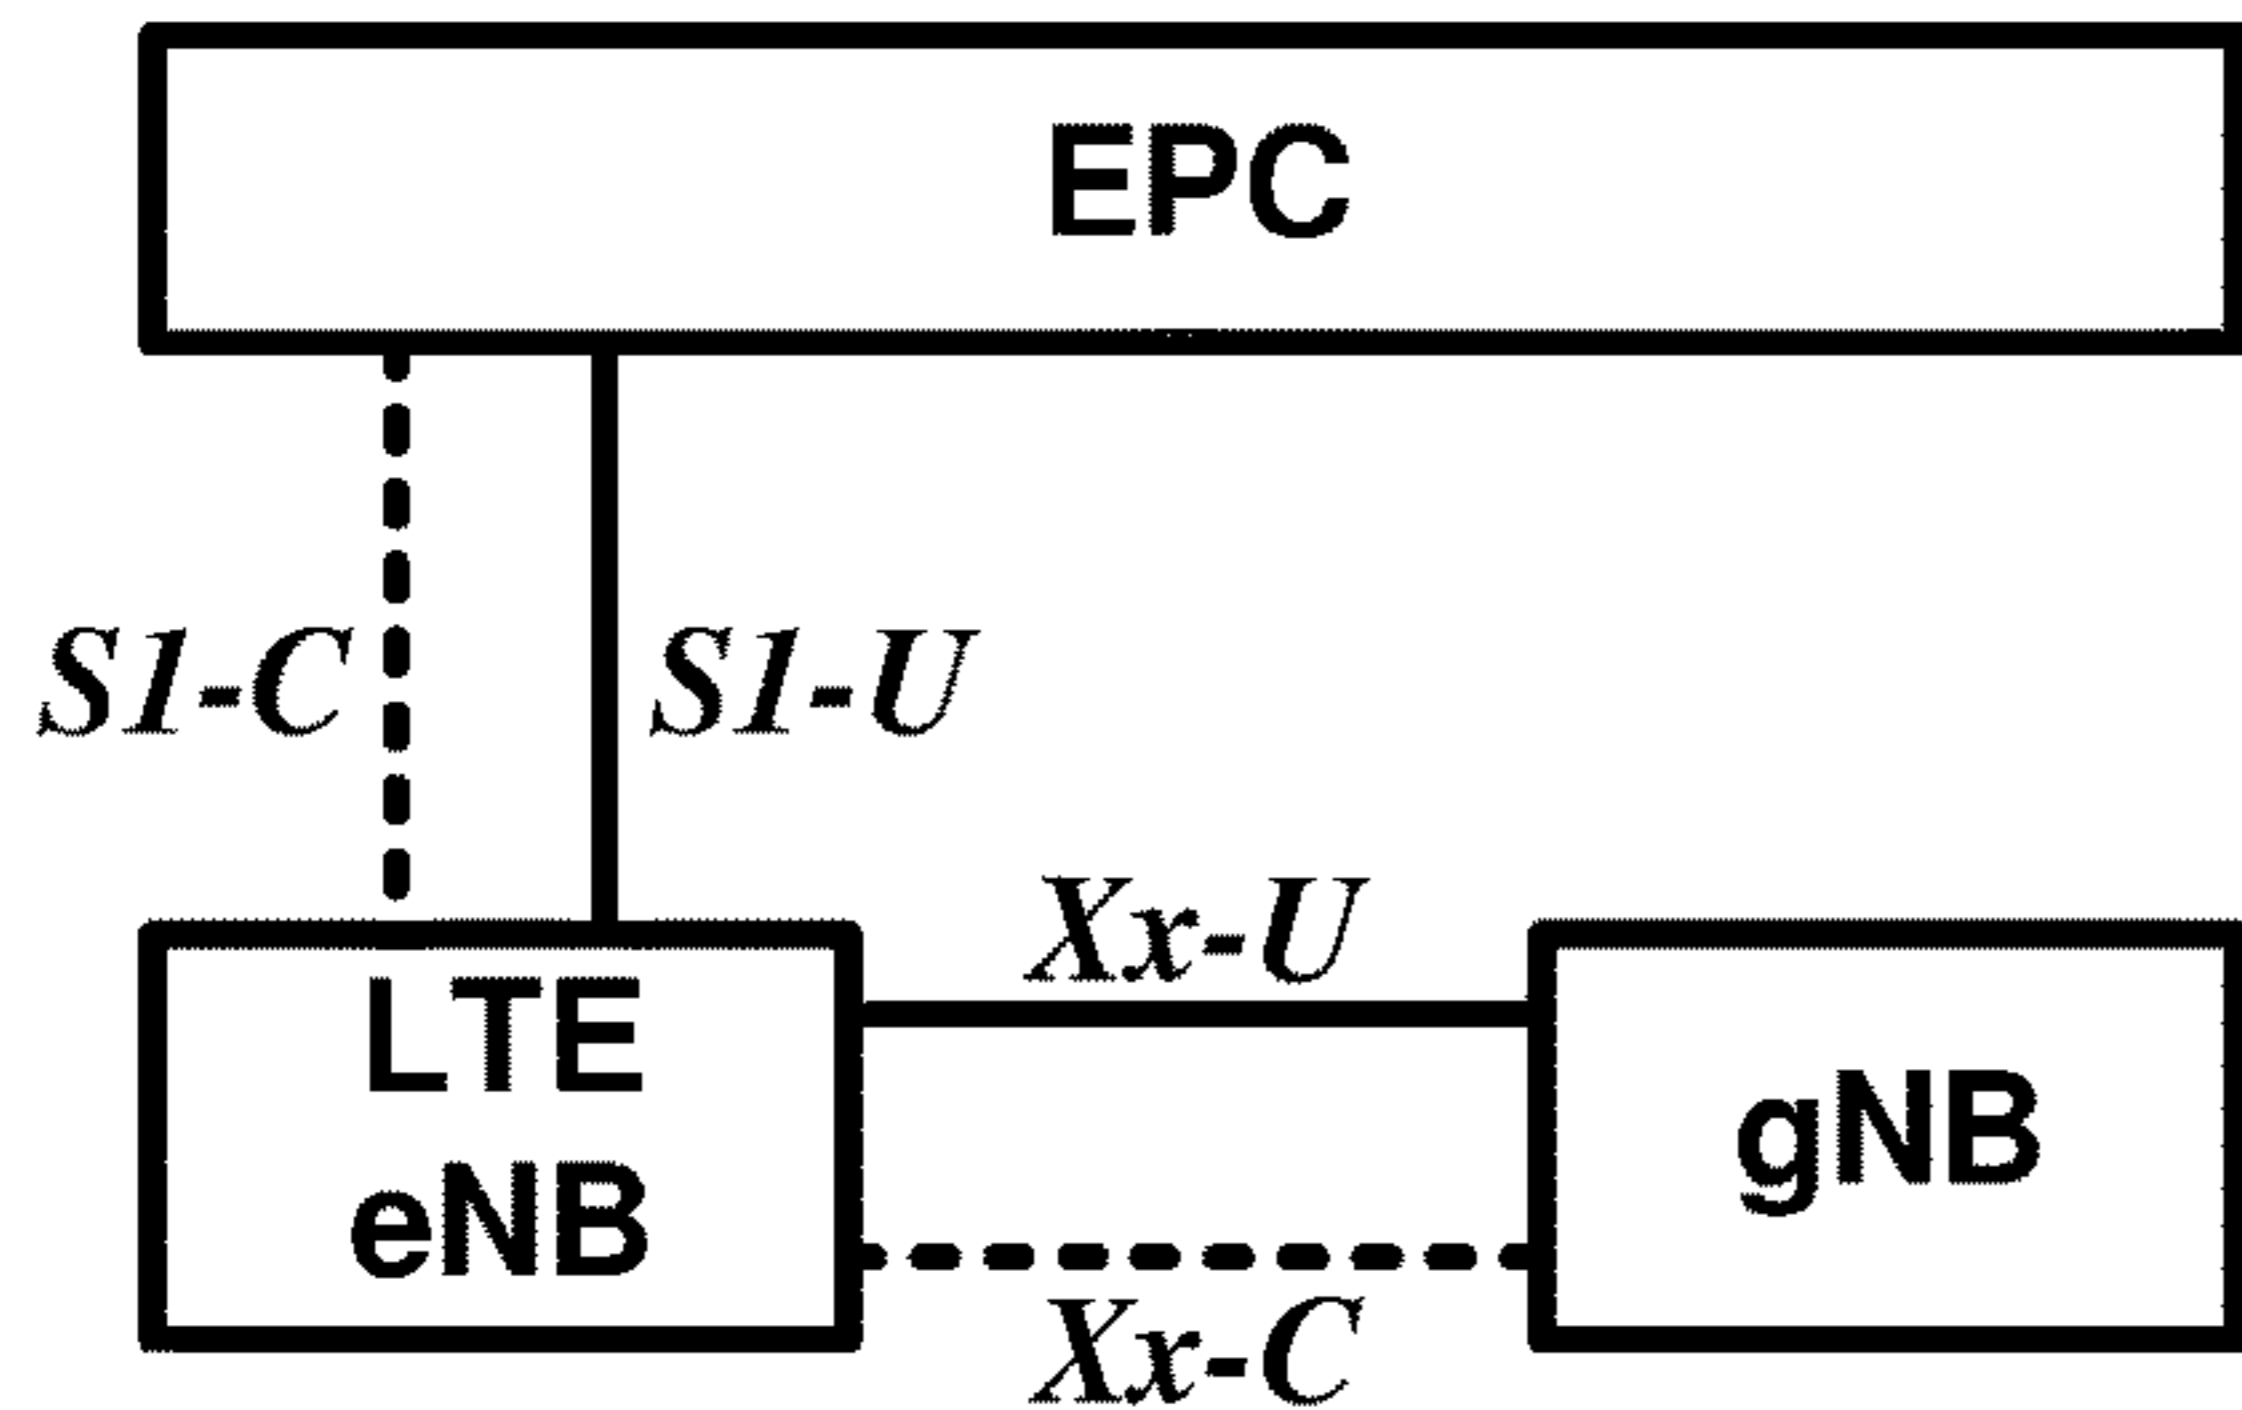 EPC
S1-C
S1-U
Xx-U
LTE
eNB
gNB
Xx-C